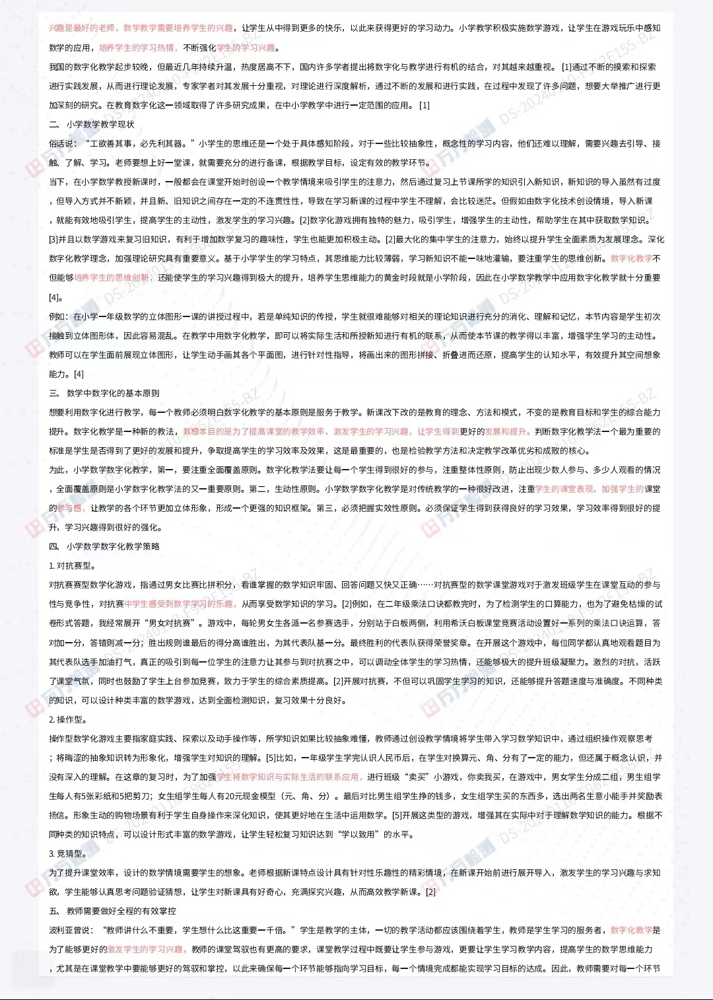 兴趣是最好的老师，数学教学需要培养学生的兴趣，让学生从中得到更多的快乐，以此来获得更好的学习动力。小学教学积极实施数学游戏，让学生在游戏玩乐中感知
数学的应用，培养学生的学习热情，不断强化学生的学习兴趣。
我国的数字化教学起步较晚，但最近几年持续升温，热度居高不下，国内许多学者提出将数字化与教学进行有机的结合，对其越来越重视。 [1]通过不断的摸索和探索
进行实践发展，从而进行理论发展，专家学者对其发展十分重视，对理论进行深度解析，通过不断的发展和进行实践，在过程中发现了许多问题，想要大举推广进行更
加深刻的研究。在教育数字化这一领域取得了许多研究成果，在中小学教学中进行一定范围的应用。 [1]
二、 小学数学教学现状
俗话说：“工欲善其事，必先利其器。”小学生的思维还是一个处于具体感知阶段，对于一些比较抽象性，概念性的学习内容，他们还难以理解，需要兴趣去引导、接
触、了解、学习。老师要想上好一堂课，就需要充分的进行备课，根据教学目标，设定有效的教学环节。
当下，在小学数学教授新课时，一般都会在课堂开始时创设一个教学情境来吸引学生的注意力，然后通过复习上节课所学的知识引入新知识，新知识的导入虽然有过度
，但导入方式并不新颖，并且新、旧知识之间存在一定的不连贯性性，导致在学习新课的过程中学生不理解，会比较迷茫。但假如由数字化技术创设情境，导入新课
，就能有效地吸引学生，提高学生的主动性，激发学生的学习兴趣。[2]数字化游戏拥有独特的魅力，吸引学生，增强学生的主动性，帮助学生在其中获取数学知识。
[3]并且以数学游戏来复习旧知识，有利于增加数学复习的趣味性，学生也能更加积极主动。[2]最大化的集中学生的注意力，始终以提升学生全面素质为发展理念。深化
数字化教学理念，加强理论研究具有重要意义。基于小学学生的学习特点，其思维能力比较薄弱，学习新知识不能一味地灌输，要注重学生的思维创新。数字化教学不
但能够培养学生的思维创新，还能使学生的学习兴趣得到极大的提升，培养学生思维能力的黄金时段就是小学阶段，因此在小学数学教学中应用数字化教学就十分重要
[4]。
例如：在小学一年级数学的立体图形一课的讲授过程中，若是单纯知识的传授，学生就很难能够对相关的理论知识进行充分的消化、理解和记忆，本节内容是学生初次
接触到立体图形体，因此容易混乱。在教学中用数字化教学，即可以将实际生活和所授新知进行有机的联系，从而使本节课的教学得以丰富，增强学生学习的主动性。
教师可以在学生面前展现立体图形，让学生动手画其各个平面图，进行针对性指导，将画出来的图形拼接、折叠进而还原，提高学生的认知水平，有效提升其空间想象
能力。[4]
三、 数学中数字化的基本原则
想要利用数字化进行教学，每一个教师必须明白数字化教学的基本原则是服务于教学。新课改下改的是教育的理念、方法和模式，不变的是教育目标和学生的综合能力
提升。数字化教学是一种新的教法，其根本目的是为了提高课堂的教学效率，激发学生的学习兴趣，让学生得到更好的发展和提升。判断数字化教学法一个最为重要的
标准是学生是否得到了更好的发展和提升，争取提高学生的学习效率及效果，这是最重要的，也是检验教学方法和决定教学改革优劣和成败的核心。
为此，小学数学数字化教学，第一，要注重全面覆盖原则。数字化教学法要让每一个学生得到很好的参与，注重整体性原则，防止出现少数人参与、多少人观看的情况
，全面覆盖原则是小学数字化教学法的又一重要原则。第二，生动性原则。小学数学数字化教学是对传统教学的一种很好改进，注重学生的课堂表现，加强学生的课堂
的参与感，让教学的各个环节更加立体形象，形成一个更强的知识框架。第三，必须把握实效性原则。必须保证学生得到获得良好的学习效果，学习效率得到很好的提
升，学习兴趣得到很好的强化。
四、 小学数学数字化教学策略
1. 对抗赛型。
对抗赛赛型数学化游戏，指通过男女比赛比拼积分，看谁掌握的数学知识牢固、回答问题又快又正确……对抗赛型的数学课堂游戏对于激发班级学生在课堂互动的参与
性与竞争性，对抗赛中学生感受到数学学习的乐趣，从而享受数学知识的学习。[2]例如，在二年级乘法口诀都教完时，为了检测学生的口算能力，也为了避免枯燥的试
卷形式答题，我经常展开“男女对抗赛”。游戏中，每轮男女生各派一名参赛选手，分别站于白板两侧，利用希沃白板课堂竞赛活动设置好一系列的乘法口诀运算，答
对加一分，答错则减一分；胜出规则谁最后的得分高谁胜出，为其代表队基一分。最终胜利的代表队获得荣誉奖章。在开展这个游戏中，每位同学都认真地观看题目为
其代表队选手加油打气，真正的吸引到每一位学生的注意力让其参与到对抗赛之中，可以调动全体学生的学习热情，还能够极大的提升班级凝聚力。激烈的对抗，活跃
了课堂气氛，同时也鼓励了学生上台参加竞赛，致力于学生的综合素质提高。[2]开展对抗赛，不但可以巩固学生学习的知识，还能够提升答题速度与准确度。不同种类
的知识，可以设计种类丰富的数学游戏，达到全面检测知识，复习效果十分良好。
2. 操作型。
操作型数学化游戏主要指家庭实践、探索以及动手操作等，所学知识如果比较抽象难懂，教师通过创设教学情境将学生带入学习数学知识中，通过组织操作观察思考
；将晦涩的抽象知识转为形象化，增强学生对知识的理解。[5]比如，一年级学生学完认识人民币后，在学生对换算元、角、分有了一定的能力，但还属于概念认识，并
没有深入的理解。在这章的复习时，为了加强学生将数学知识与实际生活的联系应用，进行班级“卖买”小游戏，你卖我买，在游戏中，男女学生分成二组，男生组学
生每人有5张彩纸和5把剪刀；女生组学生每人有20元现金模型（元、角、分）。最后对比男生组学生挣的钱多，女生组学生买的东西多，选出两名生意小能手并奖励表
扬信。形象生动的购物场景有利于学生自身操作来深化知识，使其更好地在生活中运用数学。[5]开展这类型的游戏，增强其在实际中对于理解数学知识的能力。根据不
同种类的知识特点，可以设计形式丰富的数学游戏，让学生轻松复习知识达到“学以致用”的水平。
3. 竞猜型。
为了提升课堂效率，设计的数学情境需要学生的想象。老师根据新课特点设计具有针对性乐趣性的精彩情境，在新课开始前进行展开导入，激发学生的学习兴趣与求知
欲，学生能够认真思考问题验证猜想，让学生对新课具有好奇心，充满探究兴趣，从而高效教学新课。[2]
五、 教师需要做好全程的有效掌控
波利亚曾说：“教师讲什么不重要，学生想什么比这重要一千倍。”学生是教学的主体，一切的教学活动都应该围绕着学生，教师是学生学习的服务者，数字化教学是
为了能够更好的激发学生的学习兴趣，教师的课堂驾驭也有更高的要求，课堂教学过程中既要让学生参与游戏，更要让学生学习教学内容，提高学生的数学思维能力
，尤其是在课堂教学中要能够更好的驾驭和掌控，以此来确保每一个环节能够指向学习目标，每一个情境完成都能实现学习目标的达成。因此，教师需要对每一个环节